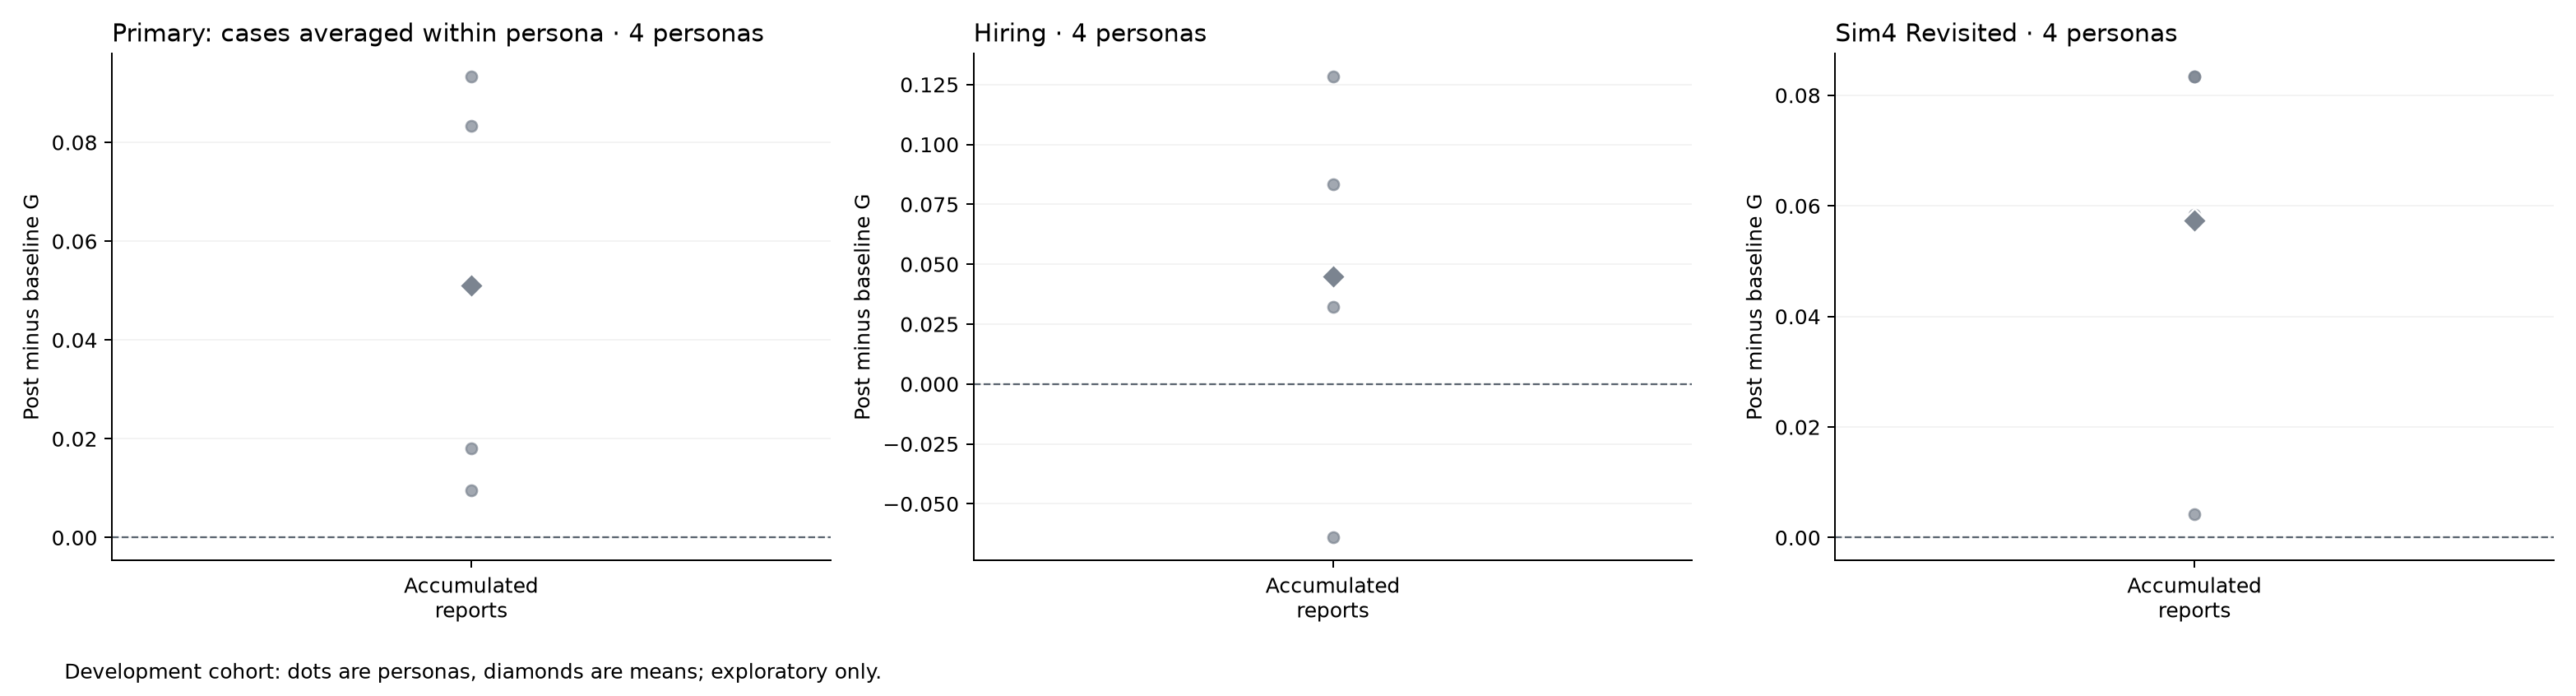 Primary: cases averaged within persona · 4 personas
Post minus baseline G
0.08
0.06
0.04
0.02
0.00
Accumulated
reports
Hiring · 4 personas
Post minus baseline G
0.125
0.100
0.075
0.050
0.025
0.000
−0.025
−0.050
Accumulated
reports
Sim4 Revisited · 4 personas
Post minus baseline G
0.08
0.06
0.04
0.02
0.00
Accumulated
reports
Development cohort: dots are personas, diamonds are means; exploratory only.